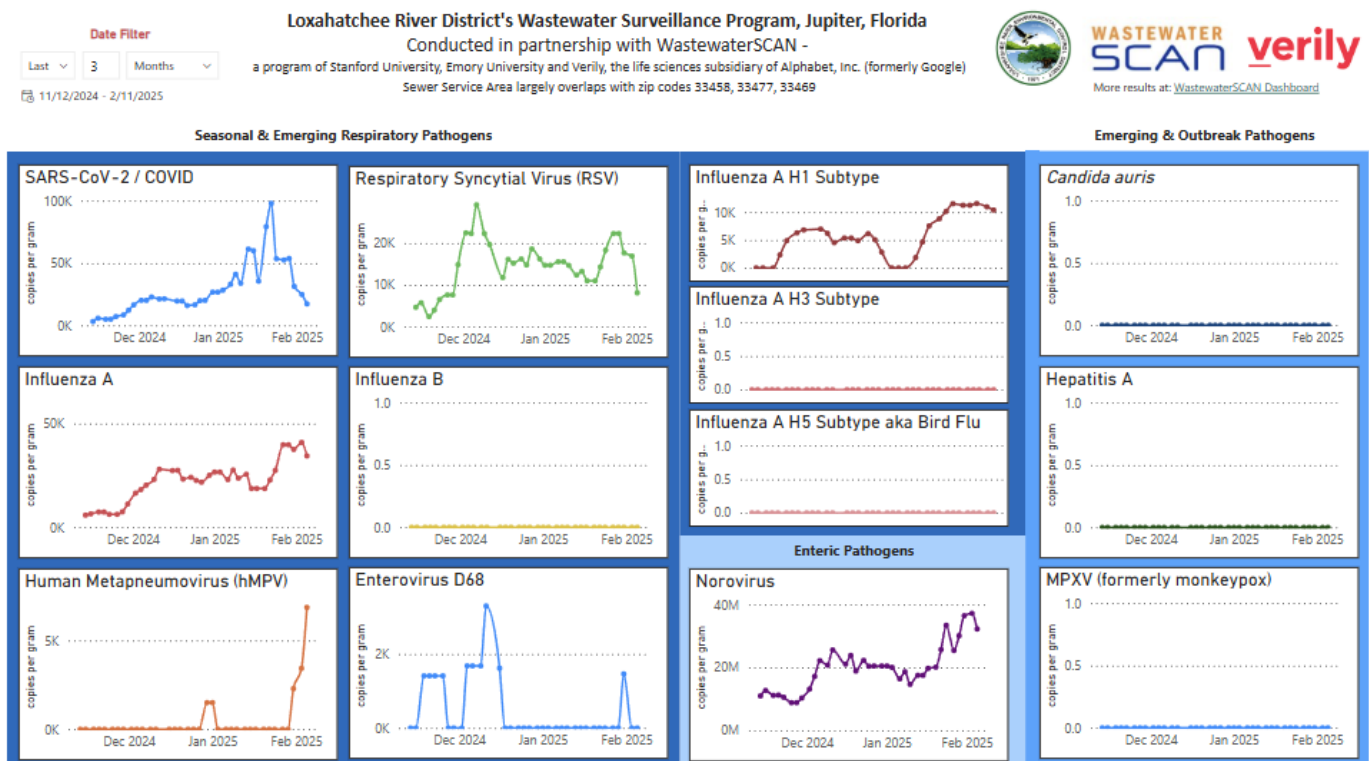 Loxahatchee River District's Wastewater Surveillance Program, Jupiter, Florida
Conducted in partnership with WastewaterSCAN -
a program of Stanford University, Emory University and Verily, the life sciences subsidiary of Alphabet, Inc. (formerly Google)
Sewer Service Area largely overlaps with zip codes 33458, 33477, 33469
Date Filter
Last 3 Months
11/12/2024 - 2/11/2025
WASTEWATER
SCAN
verily
More results at: WastewaterSCAN Dashboard
Seasonal & Emerging Respiratory Pathogens
Emerging & Outbreak Pathogens
SARS-CoV-2 / COVID
copies per gram
100K
50K
0K
Dec 2024 Jan 2025 Feb 2025
Respiratory Syncytial Virus (RSV)
copies per gram
20K
10K
0K
Dec 2024 Jan 2025 Feb 2025
Influenza A H1 Subtype
copies per g...
10K
5K
0K
Influenza A H3 Subtype
copies per g...
1.0
0.5
0.0
Influenza A H5 Subtype aka Bird Flu
copies per g...
1.0
0.5
0.0
Candida auris
copies per gram
1.0
0.5
0.0
Dec 2024 Jan 2025 Feb 2025
Influenza A
copies per gram
50K
0K
Dec 2024 Jan 2025 Feb 2025
Influenza B
copies per gram
1.0
0.5
0.0
Dec 2024 Jan 2025 Feb 2025
Hepatitis A
copies per gram
1.0
0.5
0.0
Dec 2024 Jan 2025 Feb 2025
Human Metapneumovirus (hMPV)
copies per gram
5K
0K
Dec 2024 Jan 2025 Feb 2025
Enterovirus D68
copies per gram
2K
0K
Dec 2024 Jan 2025 Feb 2025
Enteric Pathogens
Norovirus
copies per gram
40M
20M
0M
Dec 2024 Jan 2025 Feb 2025
MPXV (formerly monkeypox)
copies per gram
1.0
0.5
0.0
Dec 2024 Jan 2025 Feb 2025